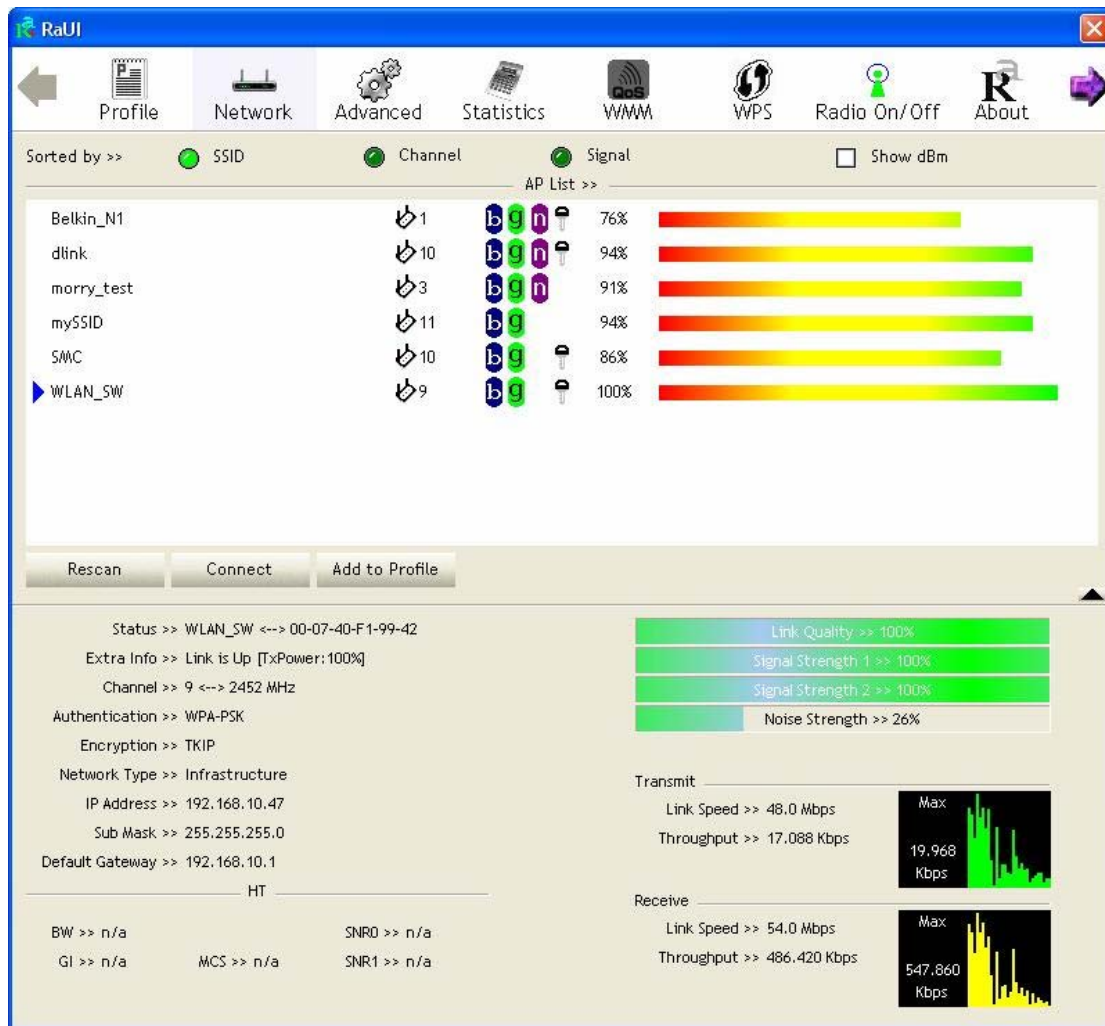 RaUI
Profile Network Advanced Statistics QoS WMM WPS Radio On/Off Ra About
Sorted by >> SSID Channel Signal Show dBm
AP List >>
Belkin_N1 1 b g n 76%
dlink 10 b g n 94%
morry_test 3 b g n 91%
mySSID 11 b g 94%
SMC 10 b g 86%
WLAN_SW 9 b g 100%
Rescan Connect Add to Profile
Status >> WLAN_SW <--> 00-07-40-F1-99-42
Extra Info >> Link is Up [TxPower:100%]
Channel >> 9 <--> 2452 MHz
Authentication >> WPA-PSK
Encryption >> TKIP
Network Type >> Infrastructure
IP Address >> 192.168.10.47
Sub Mask >> 255.255.255.0
Default Gateway >> 192.168.10.1
HT
BW >> n/a SNR0 >> n/a
GI >> n/a MCS >> n/a SNR1 >> n/a
Link Quality >> 100%
Signal Strength 1 >> 100%
Signal Strength 2 >> 100%
Noise Strength >> 26%
Transmit
Link Speed >> 48.0 Mbps
Throughput >> 17.088 Kbps
Max
19.968
Kbps
Receive
Link Speed >> 54.0 Mbps
Throughput >> 486.420 Kbps
Max
547.860
Kbps